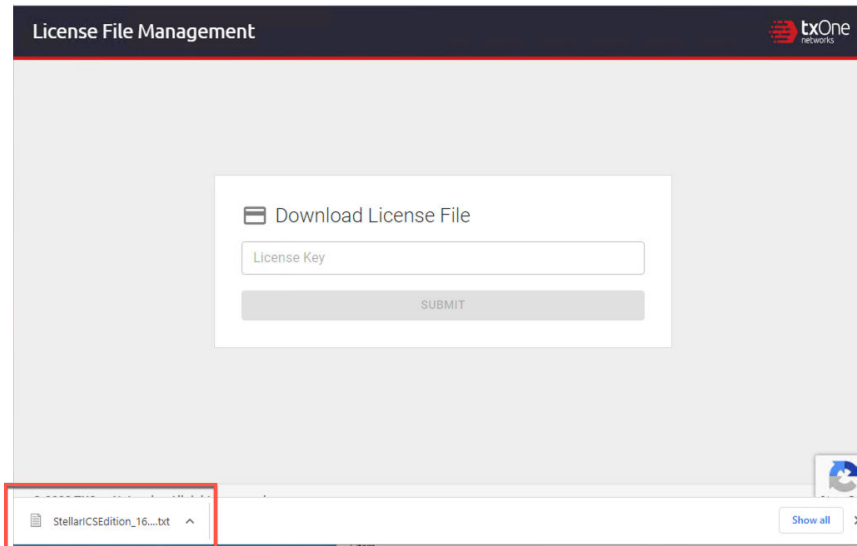 License File Management
txOne
networks
Download License File
License Key
SUBMIT
StellarICSEdition_16....txt
Show all